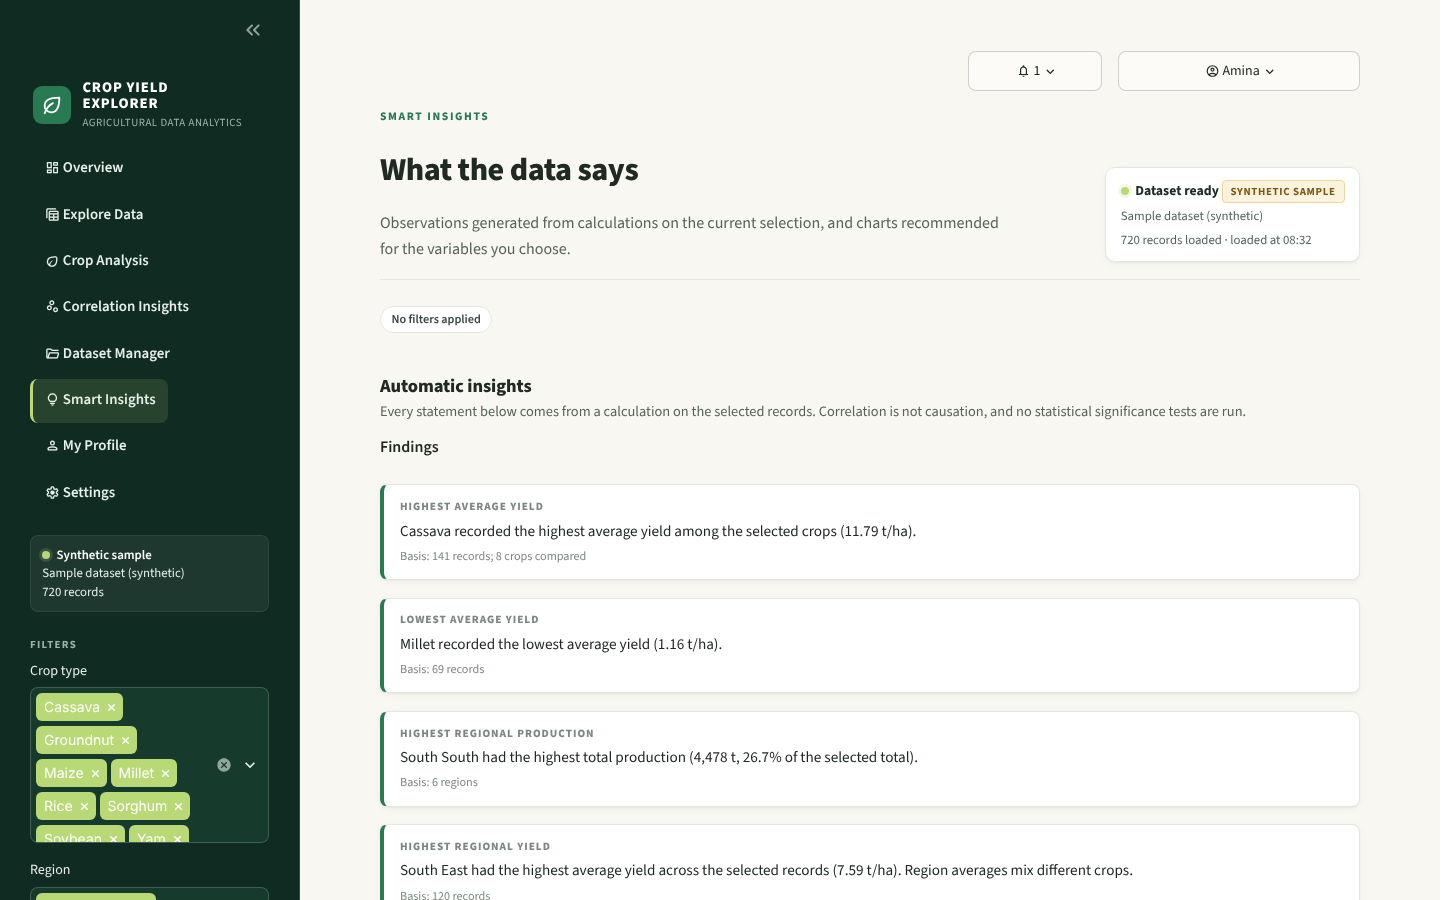 CROP YIELD
EXPLORER
AGRICULTURAL DATA ANALYTICS
Overview
Explore Data
Crop Analysis
Correlation Insights
Dataset Manager
Smart Insights
My Profile
Settings
Synthetic sample
Sample dataset (synthetic)
720 records
FILTERS
Crop type
Cassava ×
Groundnut ×
Maize × Millet ×
Rice × Sorghum ×
Soybean × Yam ×
Region
1
Amina
SMART INSIGHTS
What the data says
Observations generated from calculations on the current selection, and charts recommended
for the variables you choose.
Dataset ready SYNTHETIC SAMPLE
Sample dataset (synthetic)
720 records loaded · loaded at 08:32
No filters applied
Automatic insights
Every statement below comes from a calculation on the selected records. Correlation is not causation, and no statistical significance tests are run.
Findings
HIGHEST AVERAGE YIELD
Cassava recorded the highest average yield among the selected crops (11.79 t/ha).
Basis: 141 records; 8 crops compared
LOWEST AVERAGE YIELD
Millet recorded the lowest average yield (1.16 t/ha).
Basis: 69 records
HIGHEST REGIONAL PRODUCTION
South South had the highest total production (4,478 t, 26.7% of the selected total).
Basis: 6 regions
HIGHEST REGIONAL YIELD
South East had the highest average yield across the selected records (7.59 t/ha). Region averages mix different crops.
Basis: 120 records